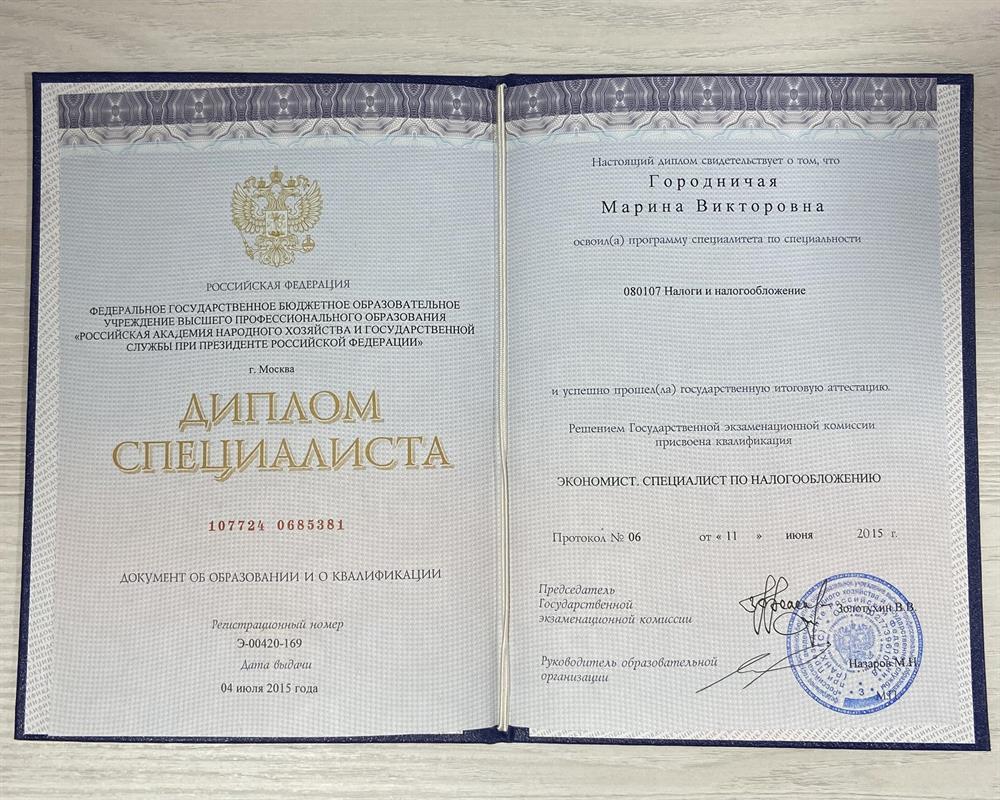 РОССИЙСКАЯ ФЕДЕРАЦИЯ
ФЕДЕРАЛЬНОЕ ГОСУДАРСТВЕННОЕ БЮДЖЕТНОЕ ОБРАЗОВАТЕЛЬНОЕ
УЧРЕЖДЕНИЕ ВЫСШЕГО ПРОФЕССИОНАЛЬНОГО ОБРАЗОВАНИЯ
«РОССИЙСКАЯ АКАДЕМИЯ НАРОДНОГО ХОЗЯЙСТВА И ГОСУДАРСТВЕННОЙ
СЛУЖБЫ ПРИ ПРЕЗИДЕНТЕ РОССИЙСКОЙ ФЕДЕРАЦИИ»
г. Москва
ДИПЛОМ
СПЕЦИАЛИСТА
107724 0685381
ДОКУМЕНТ ОБ ОБРАЗОВАНИИ И О КВАЛИФИКАЦИИ
Регистрационный номер
Э-00420-169
Дата выдачи
04 июля 2015 года
Настоящий диплом свидетельствует о том, что
Городничая
Марина Викторовна
освоил(а) программу специалитета по специальности
080107 Налоги и налогообложение
и успешно прошел(ла) государственную итоговую аттестацию.
Решением Государственной экзаменационной комиссии
присвоена квалификация
ЭКОНОМИСТ. СПЕЦИАЛИСТ ПО НАЛОГООБЛОЖЕНИЮ
Протокол № 06 от « 11 » июня 2015 г.
Председатель
Государственной
экзаменационной комиссии
Золотухин В.В.
Руководитель образовательной
организации
Назаров М.Н.
М.П.